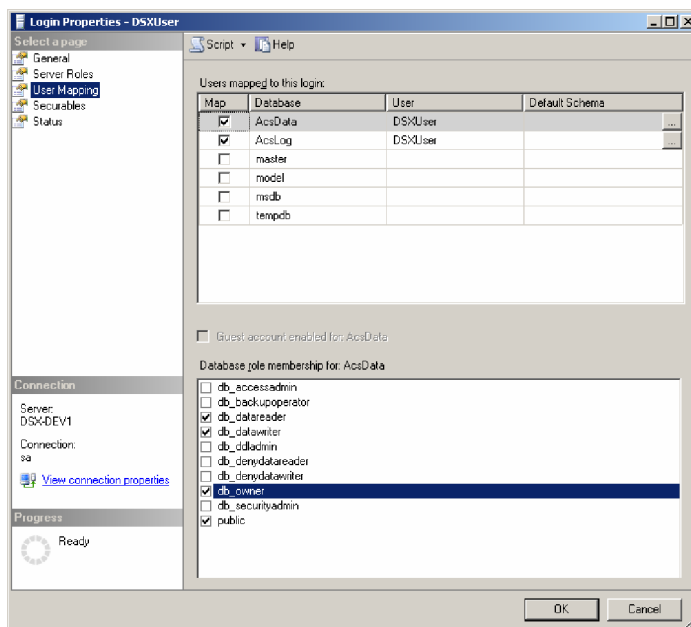 Login Properties - DSXUser
Select a page
General
Server Roles
User Mapping
Securables
Status
Script Help
Users mapped to this login:
Map Database User Default Schema
AcsData DSXUser ...
AcsLog DSXUser ...
master
model
msdb
tempdb
Guest account enabled for: AcsData
Database role membership for: AcsData
db_accessadmin
db_backupoperator
db_datareader
db_datawriter
db_ddladmin
db_denydatareader
db_denydatawriter
db_owner
db_securityadmin
public
Connection
Server:
DSX-DEV1
Connection:
sa
View connection properties
Progress
Ready
OK Cancel